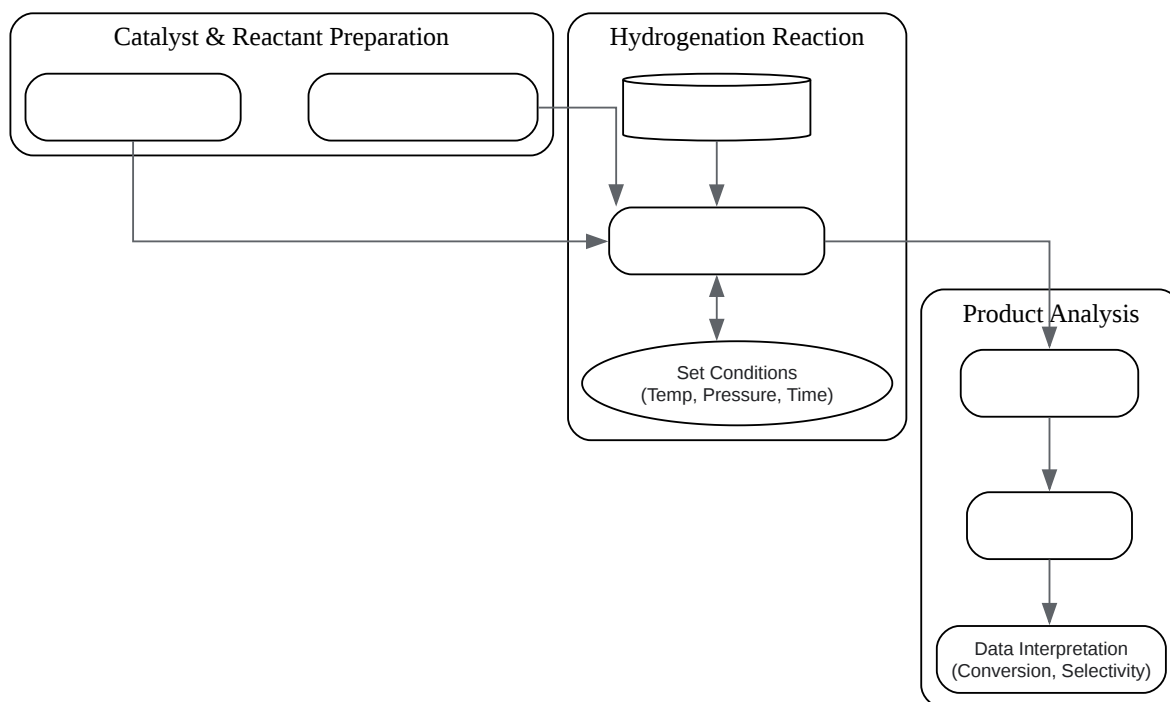 Catalyst & Reactant Preparation
Hydrogenation Reaction
Set Conditions
(Temp, Pressure, Time)
Product Analysis
Data Interpretation
(Conversion, Selectivity)